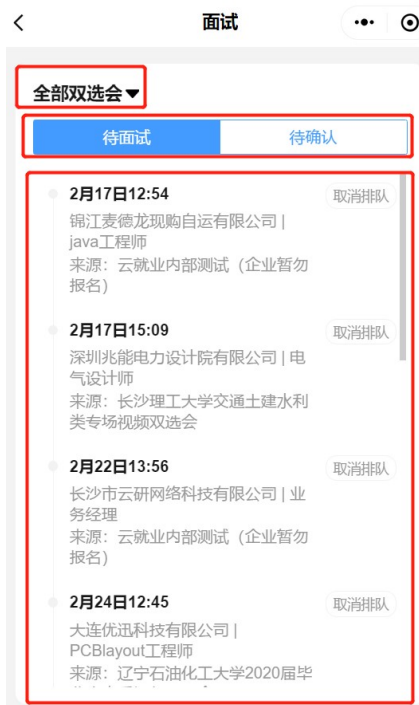 面试
全部双选会
待面试
待确认
2月17日12:54
取消排队
锦江麦德龙现购自运有限公司 |
java工程师
来源：云就业内部测试（企业暂勿
报名）
2月17日15:09
取消排队
深圳兆能电力设计院有限公司 | 电
气设计师
来源：长沙理工大学交通土建水利
类专场视频双选会
2月22日13:56
取消排队
长沙市云研网络科技有限公司 | 业
务经理
来源：云就业内部测试（企业暂勿
报名）
2月24日12:45
取消排队
大连优迅科技有限公司 |
PCBlayout工程师
来源：辽宁石油化工大学2020届毕